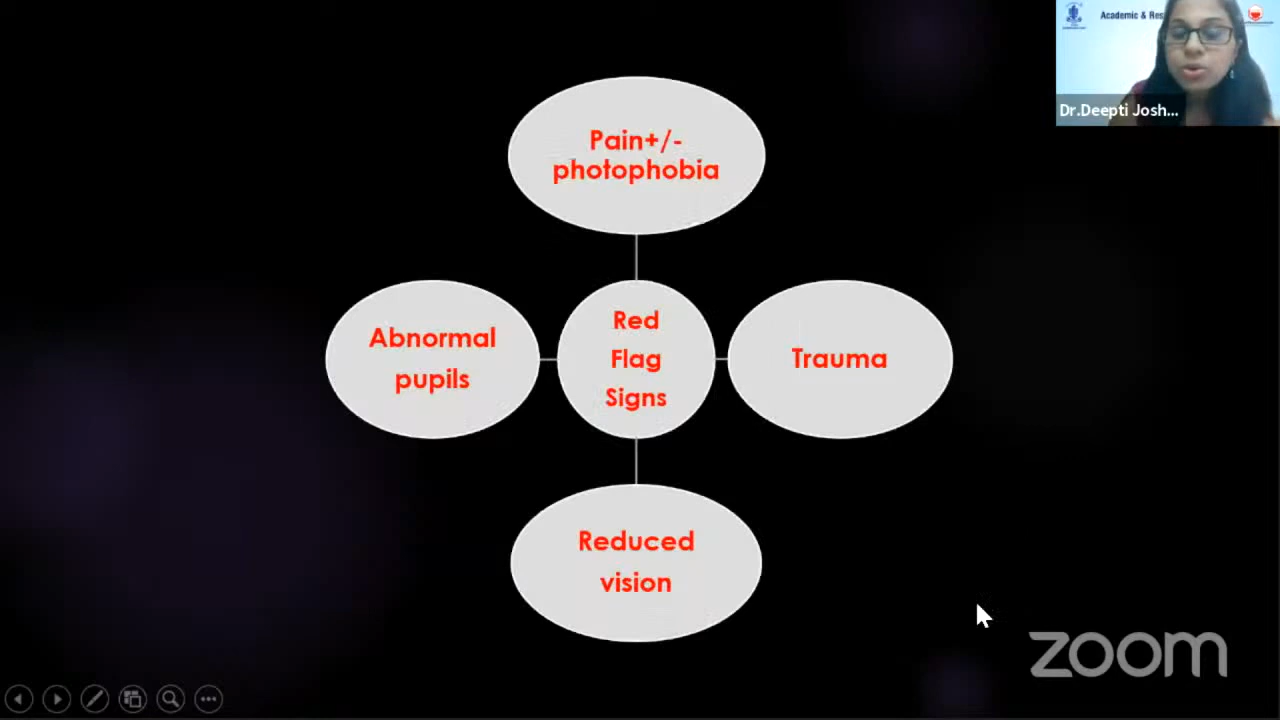 Academic & Res
Dr.Deepti Josh...
Pain+/-
photophobia
Abnormal
pupils
Red
Flag
Signs
Trauma
Reduced
vision
zoom